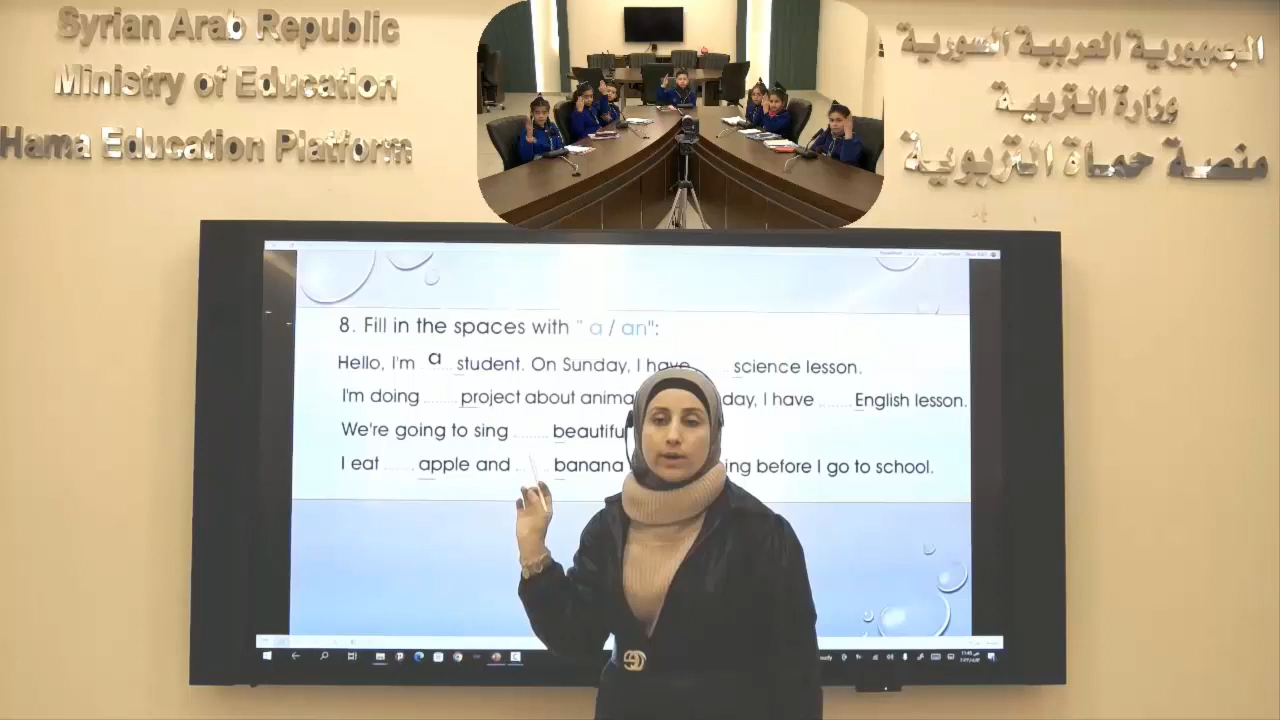 Syrian Arab Republic
Ministry of Education
Hama Education Platform
الجمهورية العربية السورية
وزارة التربية
منصة حماة التربوية
8. Fill in the spaces with " a / an":
Hello, I'm a student. On Sunday, I have science lesson.
I'm doing ........ project about anima day, I have ........ English lesson.
We're going to sing ........ beautifu
I eat ....... apple and ..... banana ing before I go to school.